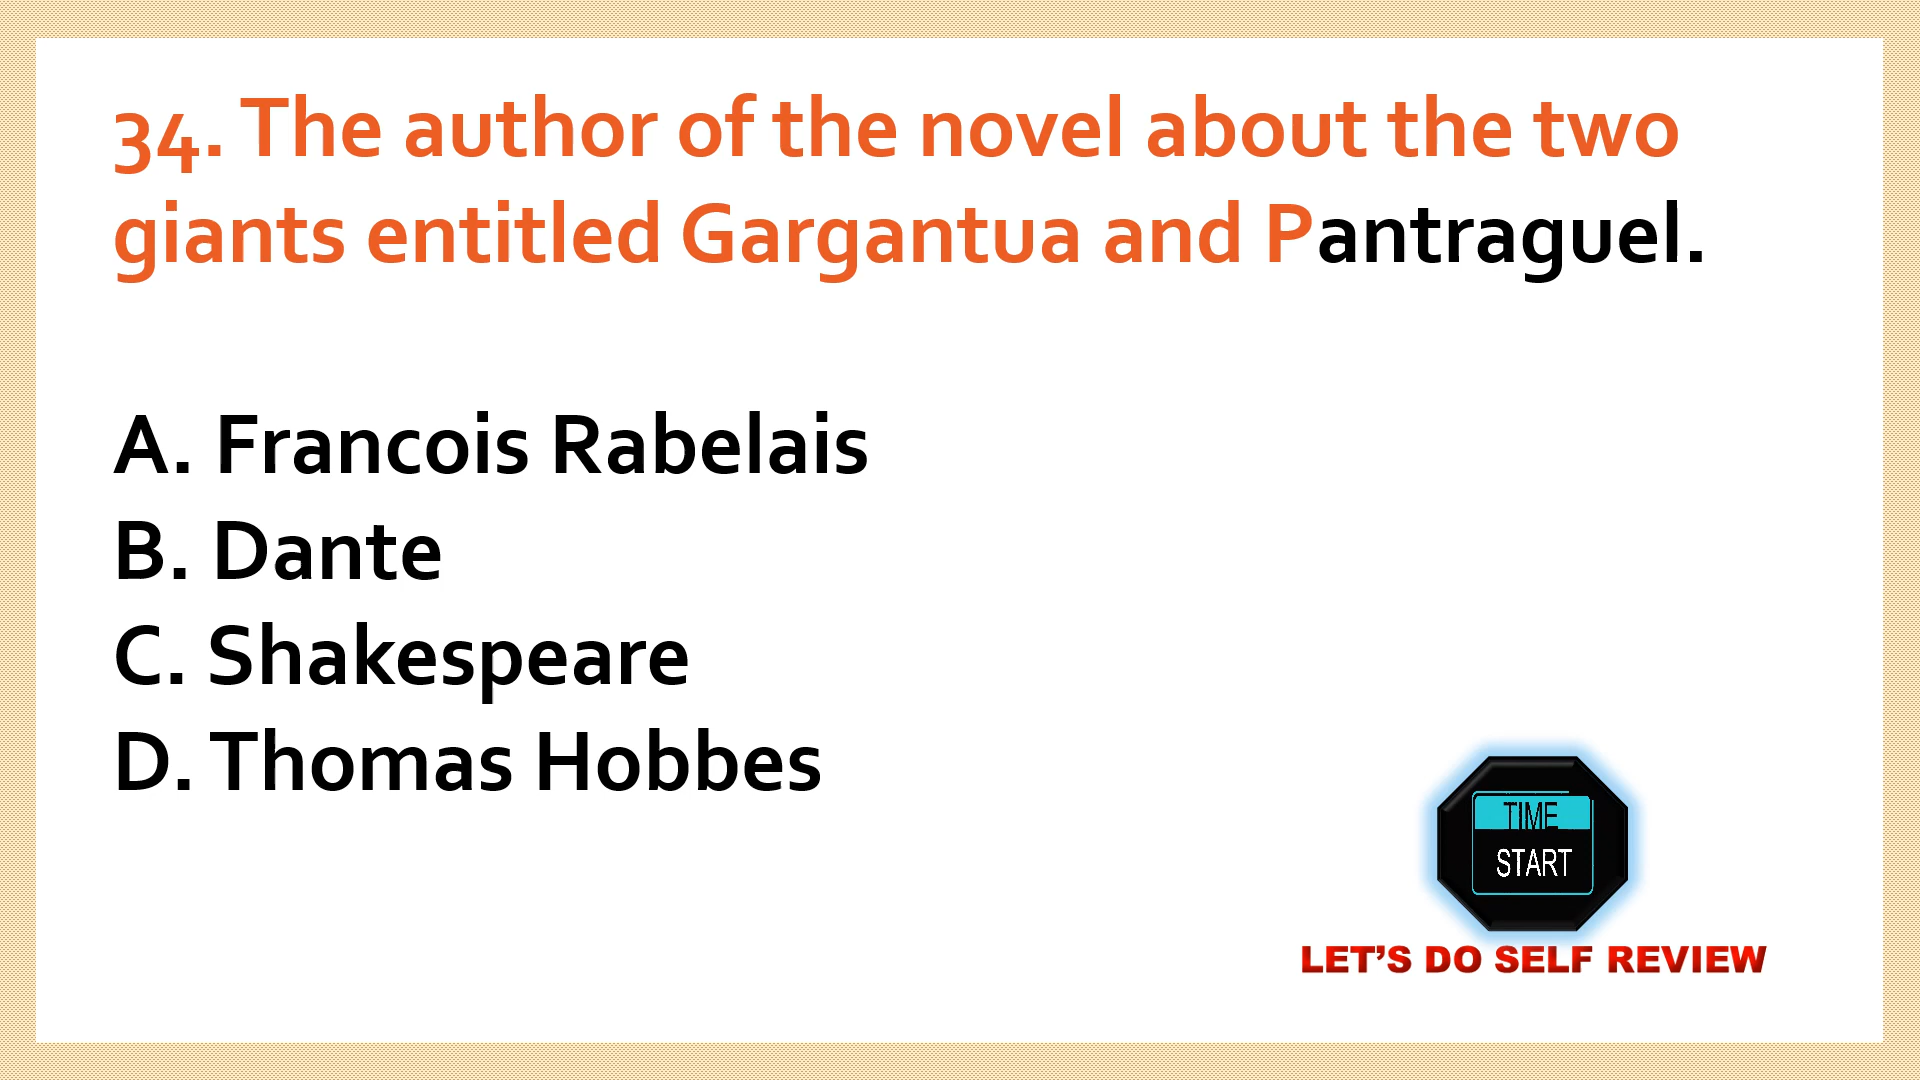 34. The author of the novel about the two
giants entitled Gargantua and Pantraguel.
A. Francois Rabelais
B. Dante
C. Shakespeare
D. Thomas Hobbes
TIME
START
LET’S DO SELF REVIEW